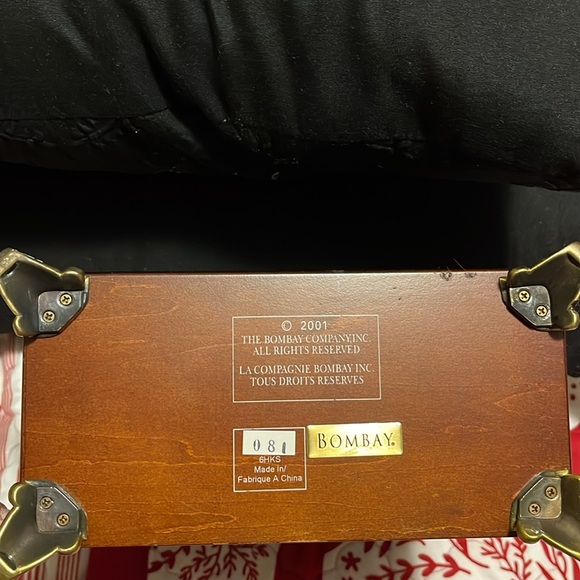 © 2001
THE BOMBAY COMPANY,INC.
ALL RIGHTS RESERVED
LA COMPAGNIE BOMBAY INC.
TOUS DROITS RESERVES
081
6HKS
Made In/
Fabrique A China
BOMBAY®